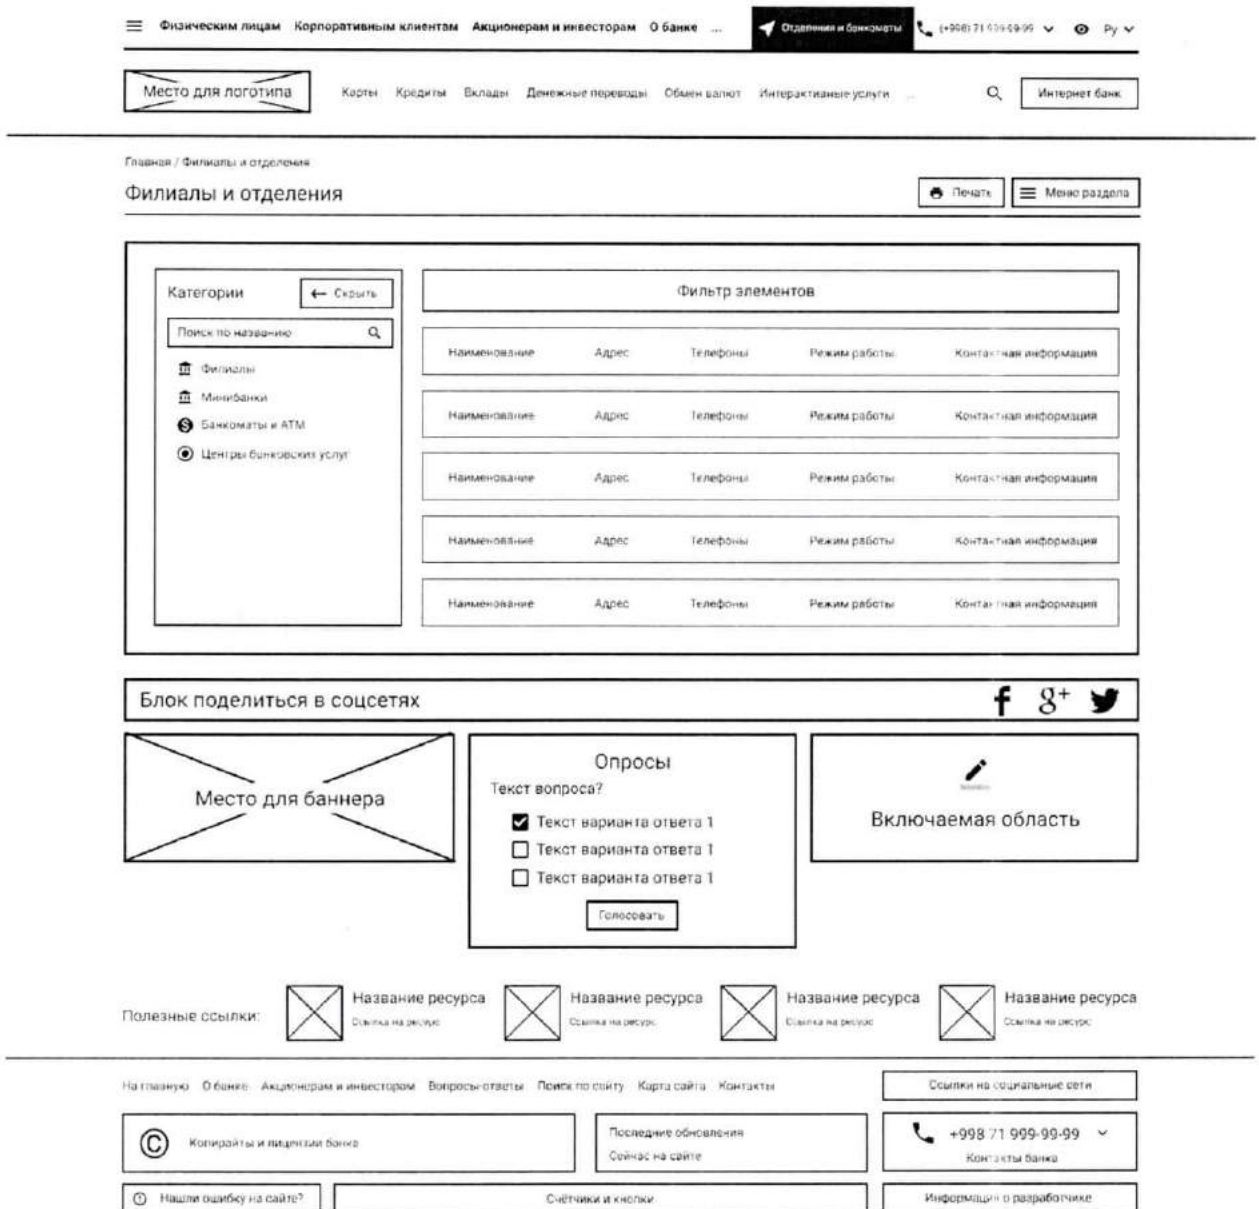 Физическим лицам Корпоративным клиентам Акционерам и инвесторам О банке ... Отделения и банкоматы (+998) 71 999-99-99 Ру
Место для логотипа Карты Кредиты Вклады Денежные переводы Обмен валют Интерактивные услуги ... Интернет банк
Главная / Филиалы и отделения
Филиалы и отделения Печать Меню раздела
Категории Скрыть
Поиск по названию
Филиалы
Минибанки
Банкоматы и АТМ
Центры банковских услуг
Фильтр элементов
Наименование Адрес Телефоны Режим работы Контактная информация
Наименование Адрес Телефоны Режим работы Контактная информация
Наименование Адрес Телефоны Режим работы Контактная информация
Наименование Адрес Телефоны Режим работы Контактная информация
Наименование Адрес Телефоны Режим работы Контактная информация
Блок поделиться в соцсетях f g+
Место для баннера
Опросы
Текст вопроса?
Текст варианта ответа 1
Текст варианта ответа 1
Текст варианта ответа 1
Голосовать
Включаемая область
Полезные ссылки:
Название ресурса
Ссылка на ресурс
Название ресурса
Ссылка на ресурс
Название ресурса
Ссылка на ресурс
Название ресурса
Ссылка на ресурс
На главную О банке Акционерам и инвесторам Вопросы-ответы Поиск по сайту Карта сайта Контакты
Ссылки на социальные сети
© Копирайты и лицензии банка
Последние обновления
Сейчас на сайте
+998 71 999-99-99
Контакты банка
Нашли ошибку на сайте? Счётчики и кнопки Информация о разработчике